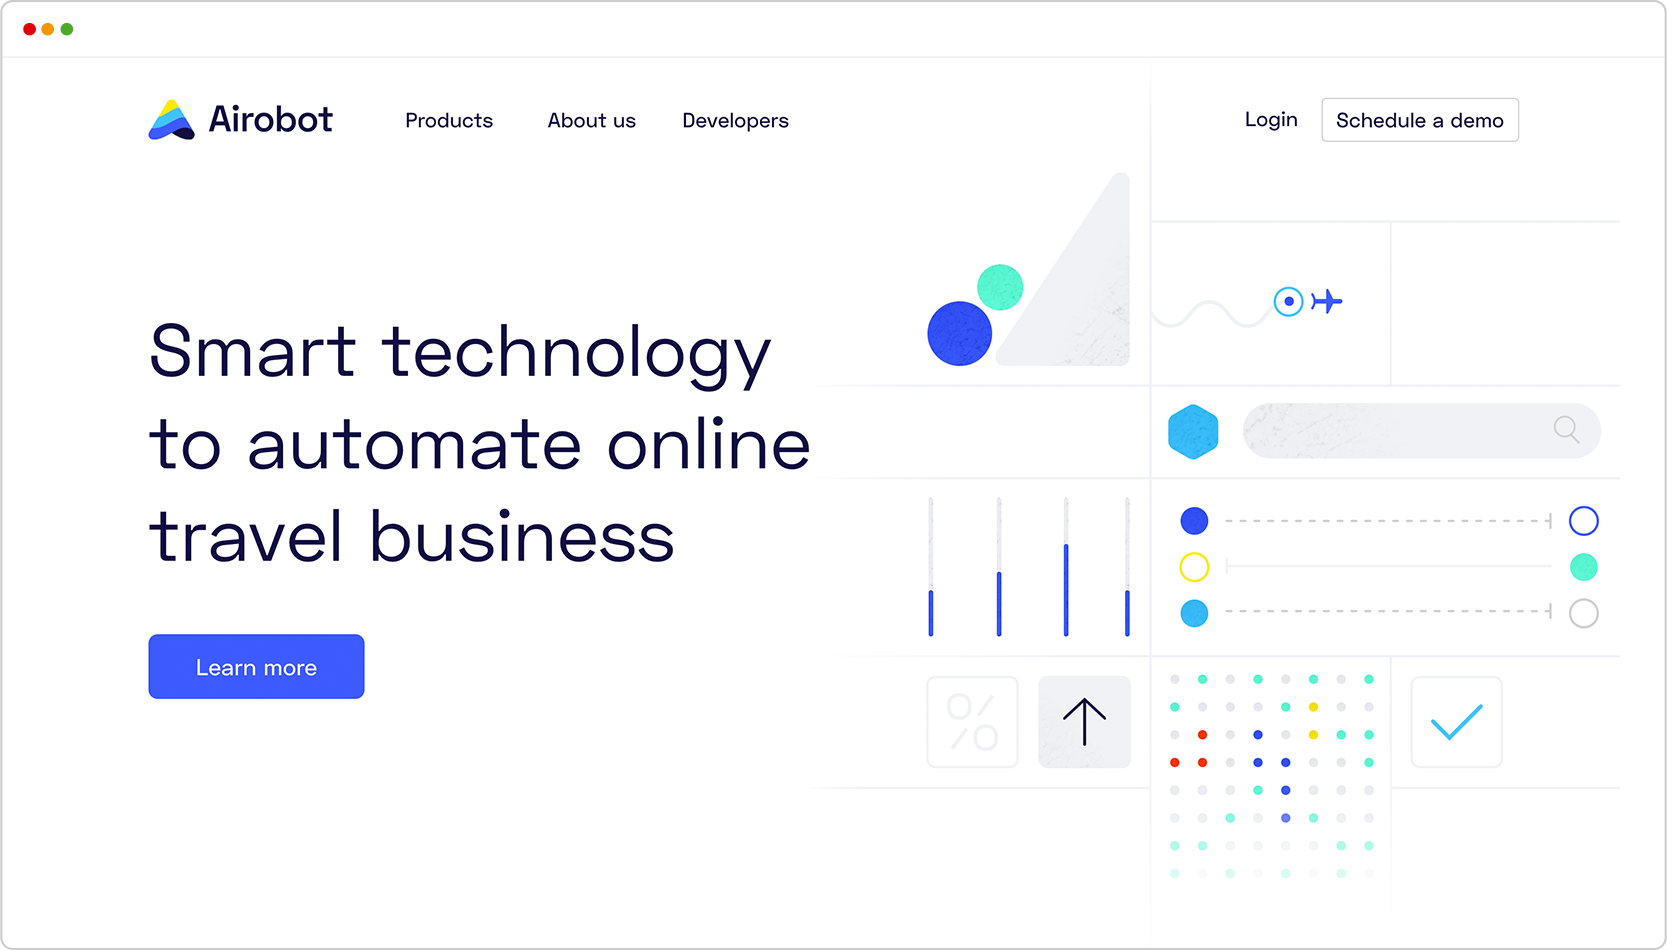 Airobot
Products
About us
Developers
Login
Schedule a demo
Smart technology
to automate online
travel business
Learn more
%